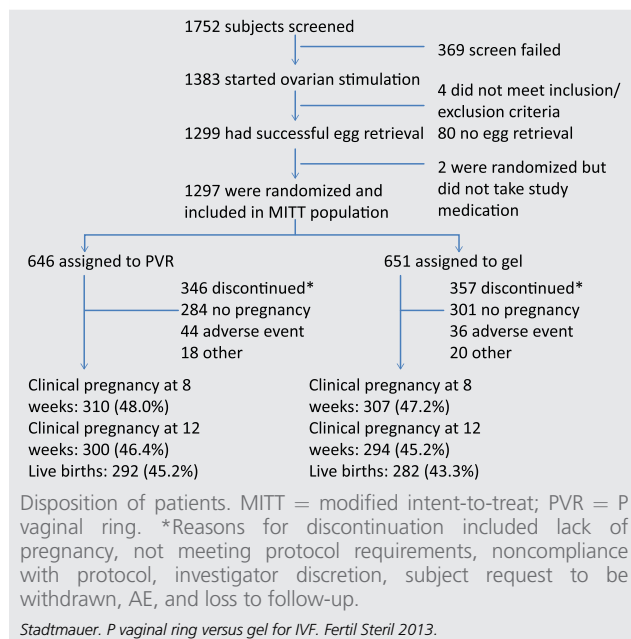 1752 subjects screened
369 screen failed
1383 started ovarian stimulation
4 did not meet inclusion/
exclusion criteria
80 no egg retrieval
1299 had successful egg retrieval
2 were randomized but
did not take study
medication
1297 were randomized and
included in MITT population
646 assigned to PVR
346 discontinued*
284 no pregnancy
44 adverse event
18 other
Clinical pregnancy at 8
weeks: 310 (48.0%)
Clinical pregnancy at 12
weeks: 300 (46.4%)
Live births: 292 (45.2%)
651 assigned to gel
357 discontinued*
301 no pregnancy
36 adverse event
20 other
Clinical pregnancy at 8
weeks: 307 (47.2%)
Clinical pregnancy at 12
weeks: 294 (45.2%)
Live births: 282 (43.3%)
Disposition of patients. MITT = modified intent-to-treat; PVR = P
vaginal ring. *Reasons for discontinuation included lack of
pregnancy, not meeting protocol requirements, noncompliance
with protocol, investigator discretion, subject request to be
withdrawn, AE, and loss to follow-up.
Stadtmauer. P vaginal ring versus gel for IVF. Fertil Steril 2013.